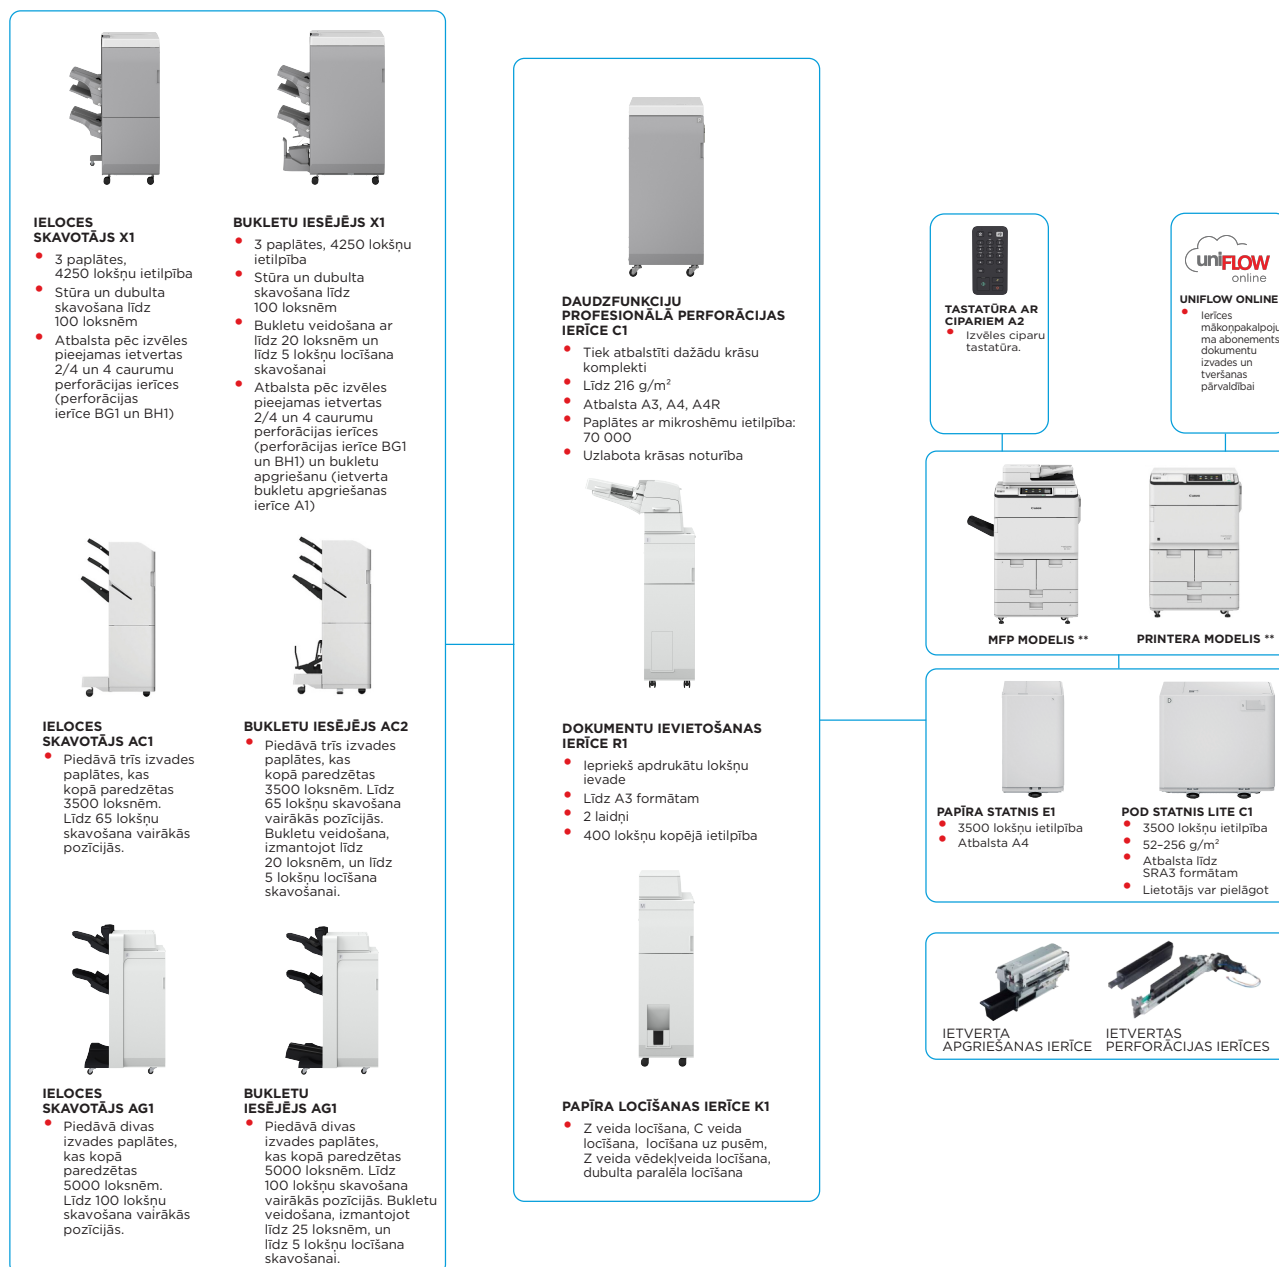 IELOCES
SKAVOTĀJS X1
3 paplātes,
4250 lokšņu ietilpība
Stūra un dubulta
skavošana līdz
100 loksnēm
Atbalsta pēc izvēles
pieejamas ietvertas
2/4 un 4 caurumu
perforācijas ierīces
(perforācijas
ierīce BG1 un BH1)
BUKLETU IESĒJĒJS X1
3 paplātes, 4250 lokšņu
ietilpība
Stūra un dubulta
skavošana līdz
100 loksnēm
Bukletu veidošana ar
līdz 20 loksnēm un
līdz 5 lokšņu locīšana
skavošanai
Atbalsta pēc izvēles
pieejamas ietvertas
2/4 un 4 caurumu
perforācijas ierīces
(perforācijas ierīce BG1
un BH1) un bukletu
apgriešanu (ietverta
bukletu apgriešanas
ierīce A1)
IELOCES
SKAVOTĀJS AC1
Piedāvā trīs izvades
paplātes, kas
kopā paredzētas
3500 loksnēm.
Līdz 65 lokšņu
skavošana vairākās
pozīcijās.
BUKLETU IESĒJĒJS AC2
Piedāvā trīs izvades
paplātes, kas
kopā paredzētas
3500 loksnēm. Līdz
65 lokšņu skavošana
vairākās pozīcijās.
Bukletu veidošana,
izmantojot līdz
20 loksnēm, un līdz
5 lokšņu locīšana
skavošanai.
IELOCES
SKAVOTĀJS AG1
Piedāvā divas
izvades paplātes,
kas kopā
paredzētas
5000 loksnēm.
Līdz 100 lokšņu
skavošana vairākās
pozīcijās.
BUKLETU
IESĒJĒJS AG1
Piedāvā divas
izvades paplātes,
kas kopā paredzētas
5000 loksnēm. Līdz
100 lokšņu skavošana
vairākās pozīcijās. Bukletu
veidošana, izmantojot
līdz 25 loksnēm, un
līdz 5 lokšņu locīšana
skavošanai.
DAUDZFUNKCIJU
PROFESIONĀLĀ PERFORĀCIJAS
IERĪCE C1
Tiek atbalstīti dažādu krāsu
komplekti
Līdz 216 g/m²
Atbalsta A3, A4, A4R
Paplātes ar mikroshēmu ietilpība:
70 000
Uzlabota krāsas noturība
DOKUMENTU IEVIETOŠANAS
IERĪCE R1
Iepriekš apdrukātu lokšņu
ievade
Līdz A3 formātam
2 laidņi
400 lokšņu kopējā ietilpība
PAPĪRA LOCĪŠANAS IERĪCE K1
Z veida locīšana, C veida
locīšana, locīšana uz pusēm,
Z veida vēdekļveida locīšana,
dubulta paralēla locīšana
TASTATŪRA AR
CIPARIEM A2
Izvēles ciparu
tastatūra.
uniFLOW
online
UNIFLOW ONLINE
Ierīces
mākoņpakalpoju
ma abonements
dokumentu
izvades un
tveršanas
pārvaldībai
MFP MODELIS **
PRINTERA MODELIS **
PAPĪRA STATNIS E1
3500 lokšņu ietilpība
Atbalsta A4
POD STATNIS LITE C1
3500 lokšņu ietilpība
52–256 g/m²
Atbalsta līdz
SRA3 formātam
Lietotājs var pielāgot
IETVERTA
APGRIEŠANAS IERĪCE
IETVERTAS
PERFORĀCIJAS IERĪCES